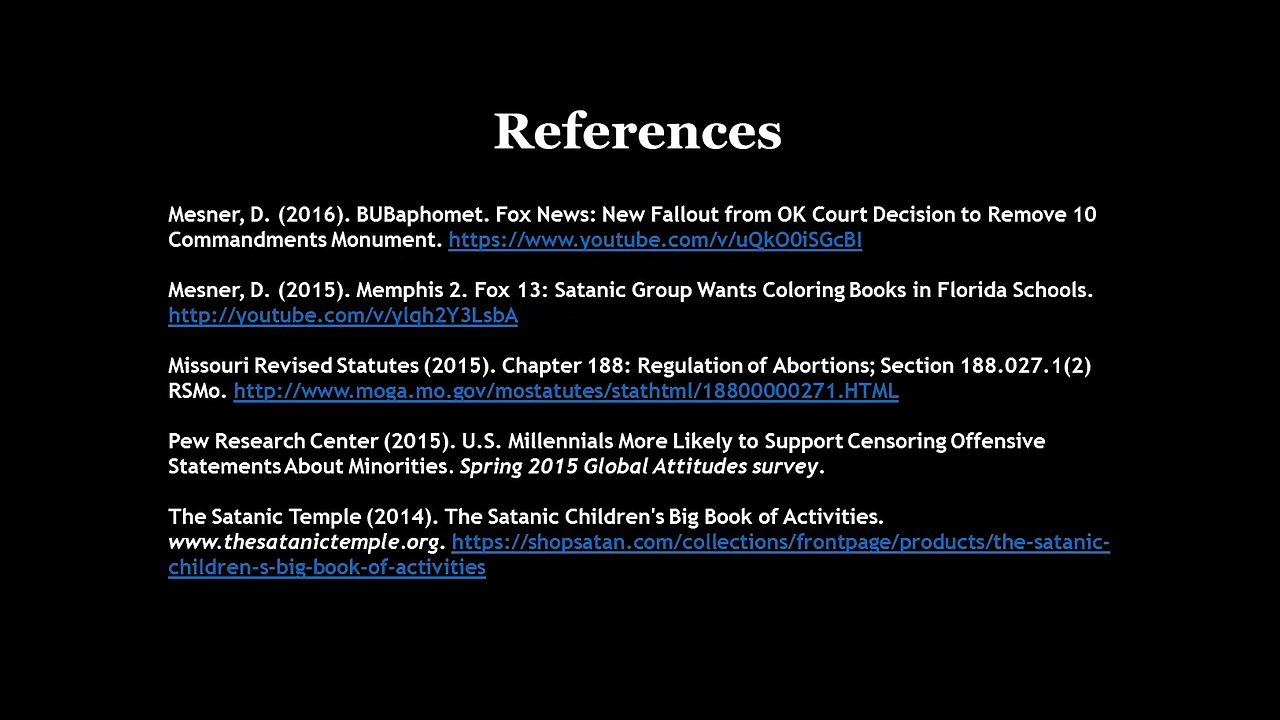 References
Mesner, D. (2016). BUBaphomet. Fox News: New Fallout from OK Court Decision to Remove 10
Commandments Monument. https://www.youtube.com/v/uQkO0iSGcBI
Mesner, D. (2015). Memphis 2. Fox 13: Satanic Group Wants Coloring Books in Florida Schools.
http://youtube.com/v/ylqh2Y3LsbA
Missouri Revised Statutes (2015). Chapter 188: Regulation of Abortions; Section 188.027.1(2)
RSMo. http://www.moga.mo.gov/mostatutes/stathtml/18800000271.HTML
Pew Research Center (2015). U.S. Millennials More Likely to Support Censoring Offensive
Statements About Minorities. Spring 2015 Global Attitudes survey.
The Satanic Temple (2014). The Satanic Children's Big Book of Activities.
www.thesatanictemple.org. https://shopsatan.com/collections/frontpage/products/the-satanic-
children-s-big-book-of-activities